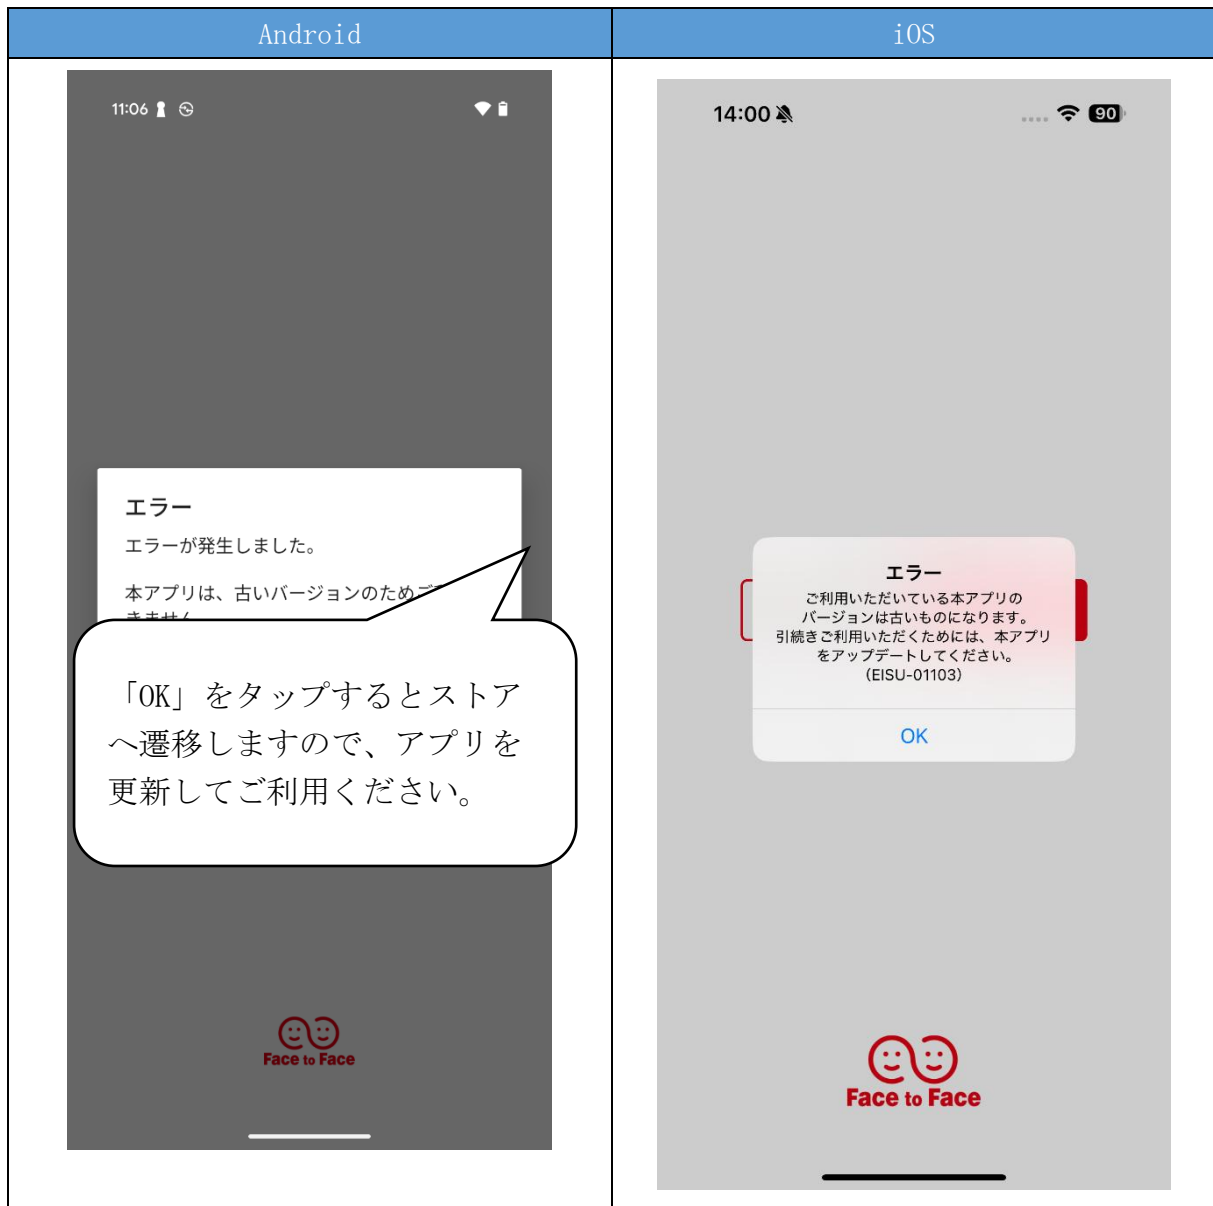 Android
iOS
11:06
エラー
エラーが発生しました。
本アプリは、古いバージョンのため
「OK」をタップするとストア
へ遷移しますので、アプリを
更新してご利用ください。
Face to Face
14:00
90
エラー
ご利用いただいている本アプリの
バージョンは古いものになります。
引続きご利用いただくためには、本アプリ
をアップデートしてください。
（EISU-01103）
OK
Face to Face